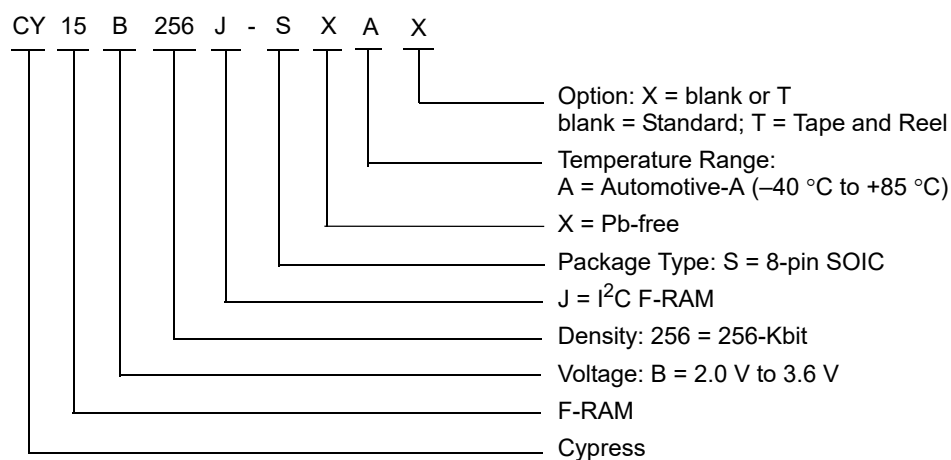 CY 15 B 256 J - S X A X
Option: X = blank or T
blank = Standard; T = Tape and Reel
Temperature Range:
A = Automotive-A (–40 °C to +85 °C)
X = Pb-free
Package Type: S = 8-pin SOIC
J = I²C F-RAM
Density: 256 = 256-Kbit
Voltage: B = 2.0 V to 3.6 V
F-RAM
Cypress